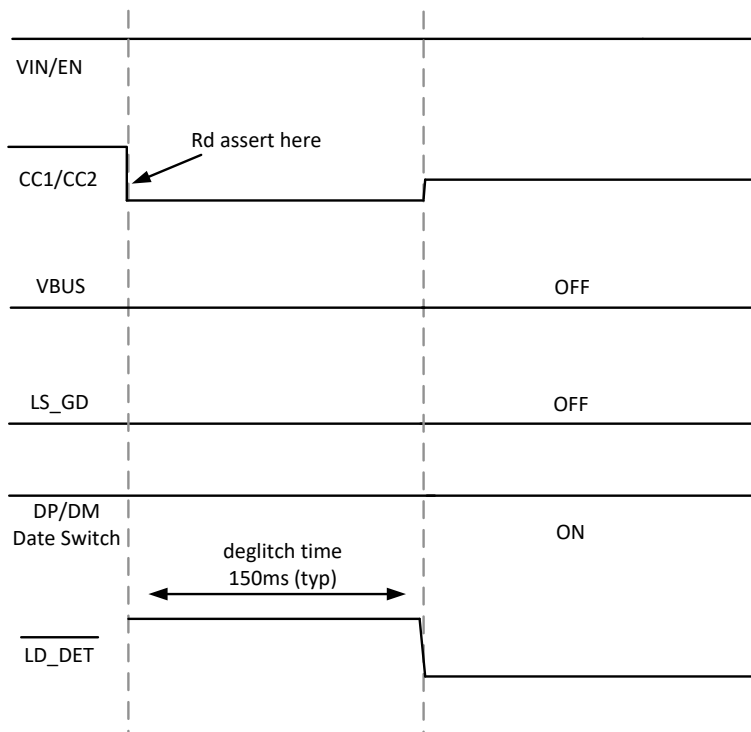 VIN/EN
Rd assert here
CC1/CC2
VBUS
OFF
LS_GD
OFF
DP/DM
Date Switch
ON
deglitch time
150ms (typ)
LD_DET